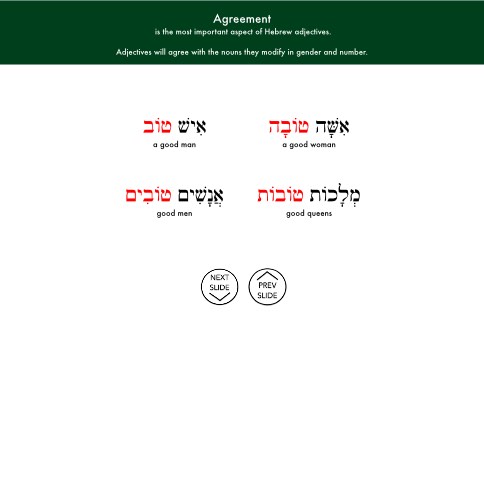 Agreement
is the most important aspect of Hebrew adjectives.
Adjectives will agree with the nouns they modify in gender and number.
אִישׁ טוֹב
a good man
אִשָּׁה טוֹבָה
a good woman
אֲנָשִׁים טוֹבִים
good men
מְלָכוֹת טוֹבוֹת
good queens
NEXT
SLIDE
PREV
SLIDE